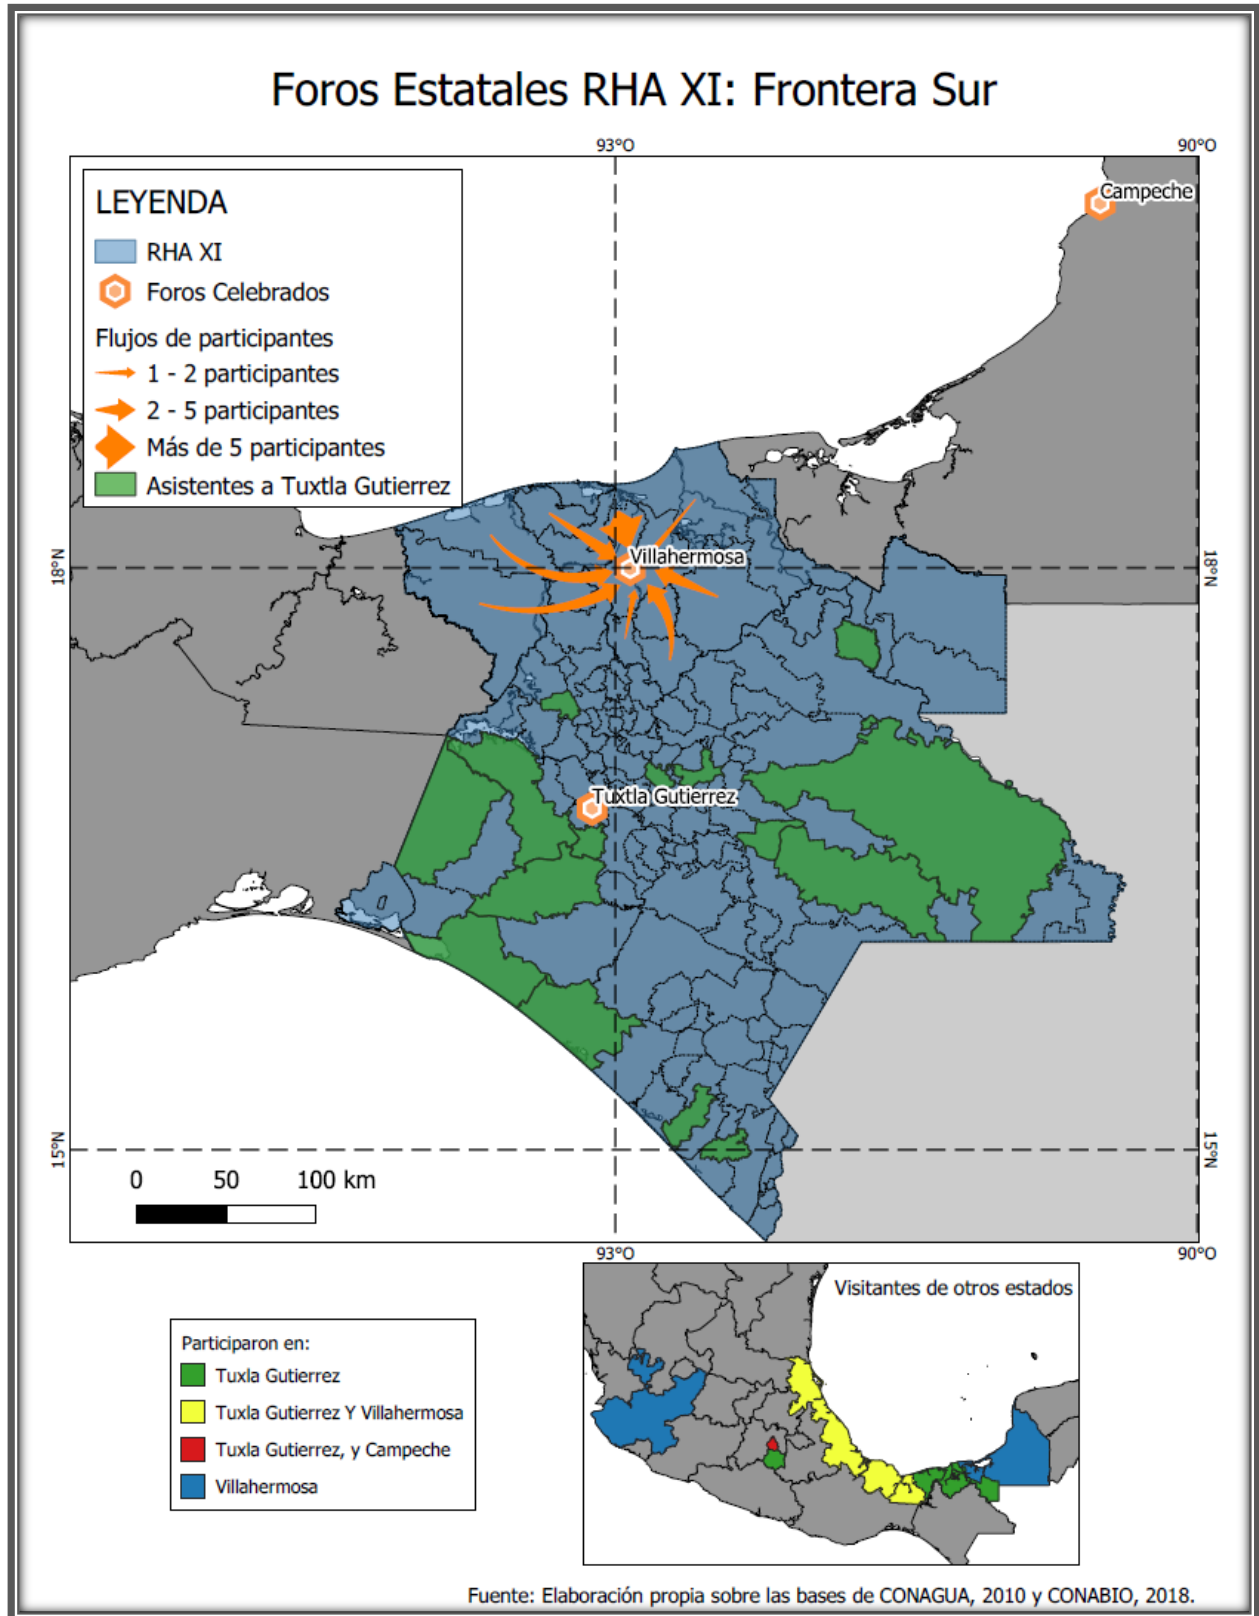 Foros Estatales RHA XI: Frontera Sur
93°O
90°O
LEYENDA
RHA XI
Foros Celebrados
Flujos de participantes
1 - 2 participantes
2 - 5 participantes
Más de 5 participantes
Asistentes a Tuxtla Gutierrez
Campeche
Villahermosa
18°N
18°N
Tuxtla Gutierrez
15°N
15°N
0 50 100 km
93°O
90°O
Visitantes de otros estados
Participaron en:
Tuxla Gutierrez
Tuxla Gutierrez Y Villahermosa
Tuxla Gutierrez, y Campeche
Villahermosa
Fuente: Elaboración propia sobre las bases de CONAGUA, 2010 y CONABIO, 2018.